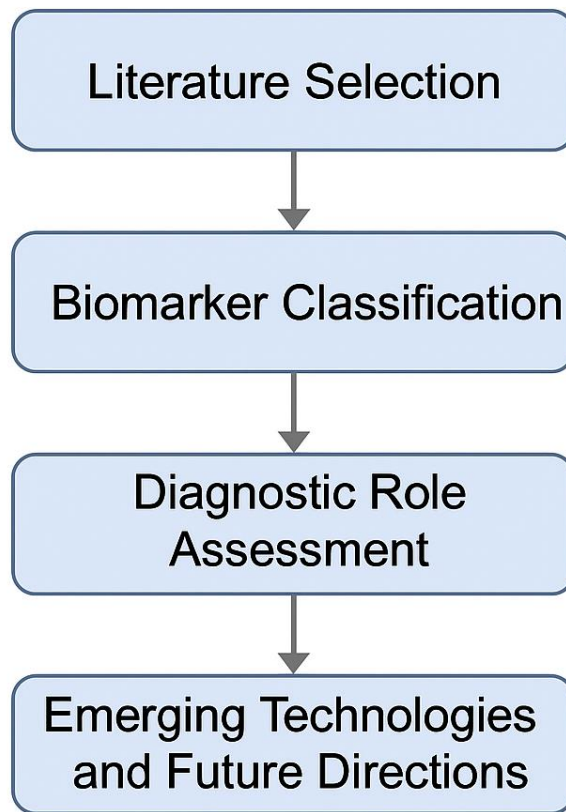 Literature Selection
Biomarker Classification
Diagnostic Role
Assessment
Emerging Technologies
and Future Directions